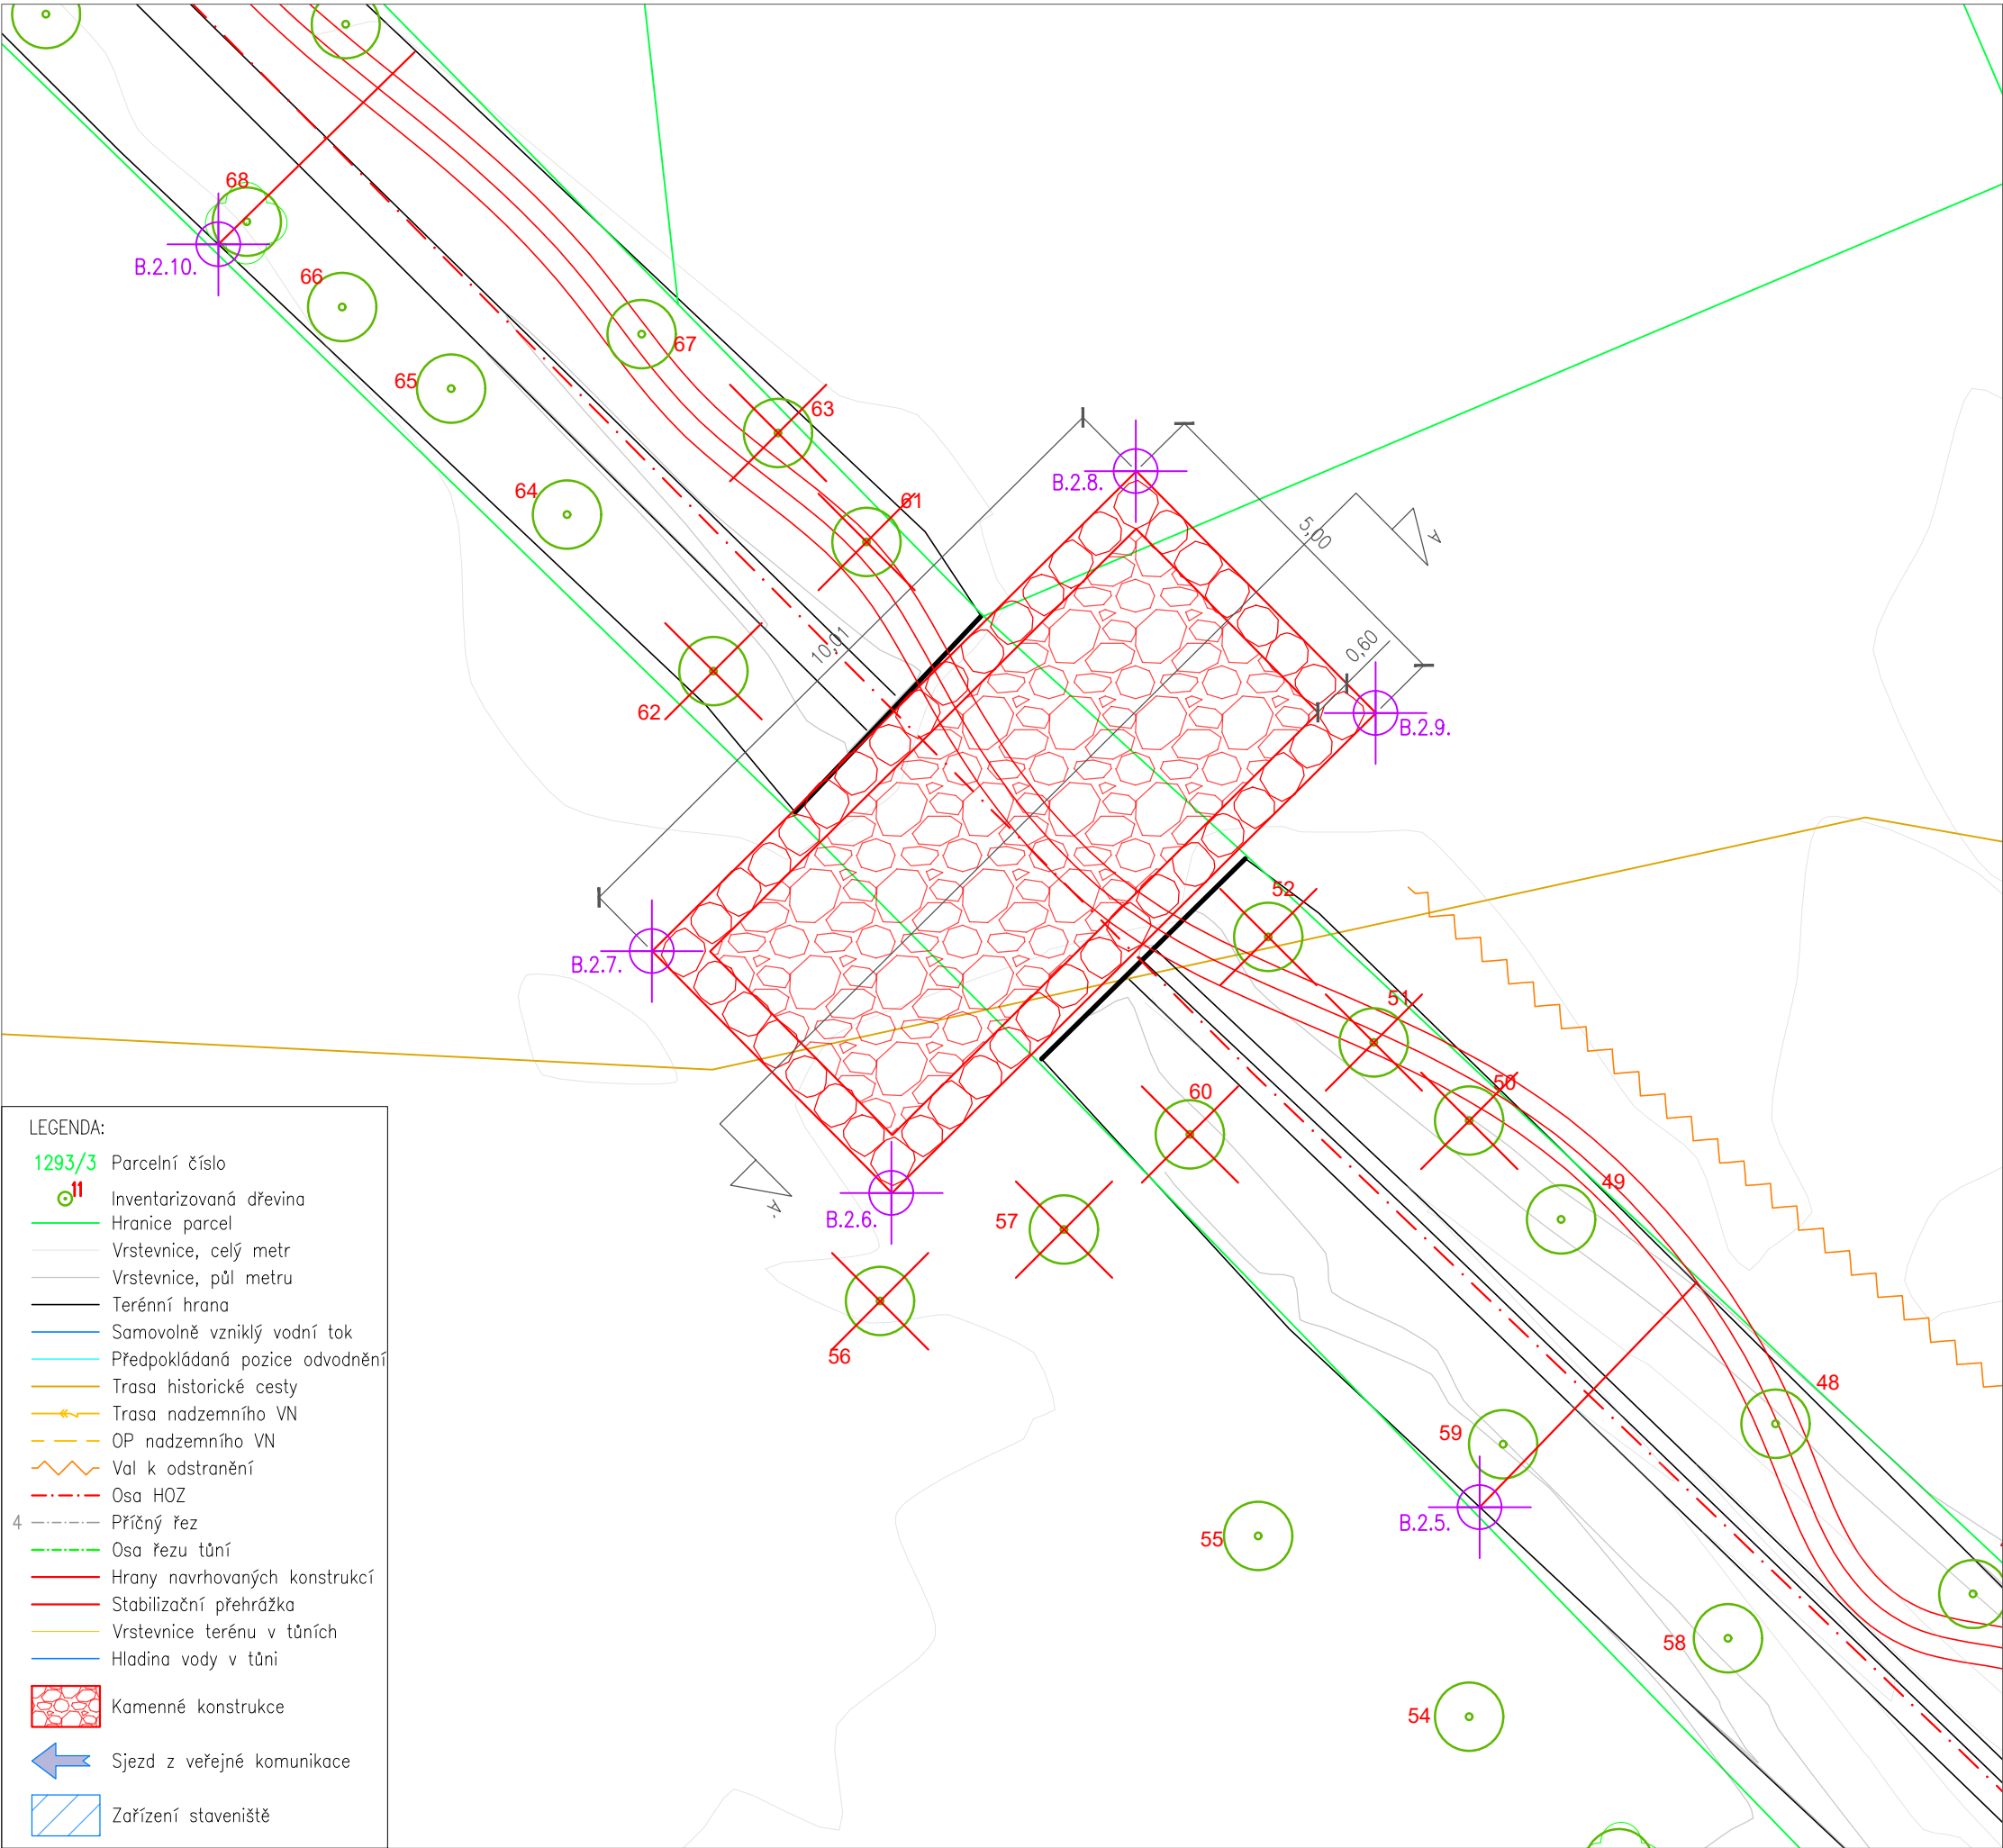 68
B.2.10.
66
67
65
63
64
61
B.2.8.
5,00
A
10,01
0,60
62
B.2.9.
52
B.2.7.
51
50
60
49
57
B.2.6.
A'
56
48
59
B.2.5.
55
58
54
LEGENDA:
1293/3 Parcelní číslo
11 Inventarizovaná dřevina
Hranice parcel
Vrstevnice, celý metr
Vrstevnice, půl metru
Terénní hrana
Samovolně vzniklý vodní tok
Předpokládaná pozice odvodnění
Trasa historické cesty
Trasa nadzemního VN
OP nadzemního VN
Val k odstranění
Osa HOZ
4 Příčný řez
Osa řezu tůní
Hrany navrhovaných konstrukcí
Stabilizační přehrážka
Vrstevnice terénu v tůních
Hladina vody v tůni
Kamenné konstrukce
Sjezd z veřejné komunikace
Zařízení staveniště